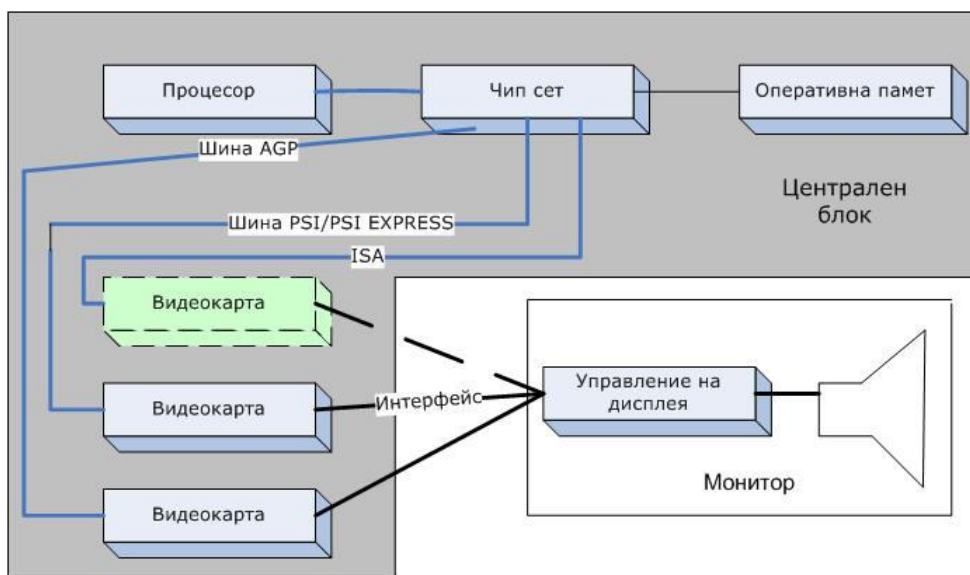 Процесор
Чип сет
Оперативна памет
Шина AGP
Централен
блок
Шина PSI/PSI EXPRESS
ISA
Видеокарта
Видеокарта
Интерфейс
Управление на
дисплея
Монитор
Видеокарта